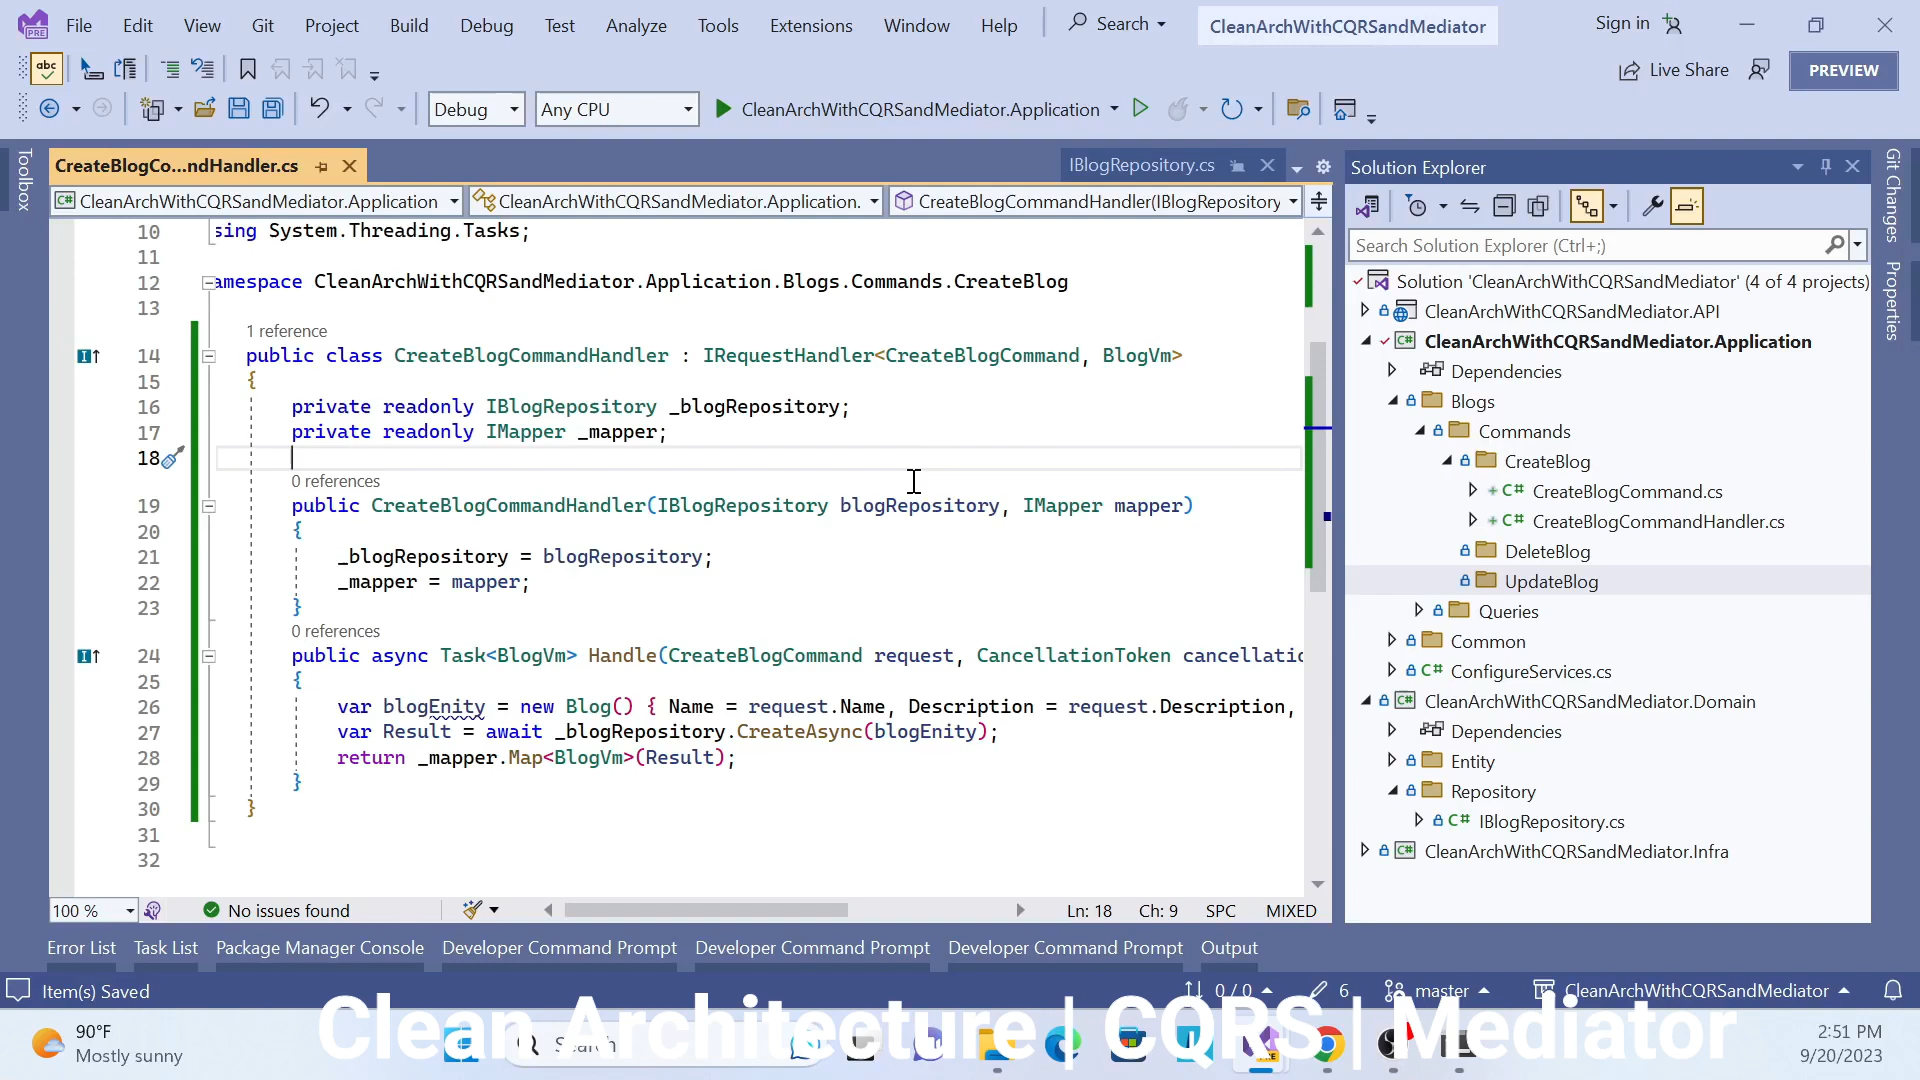 File Edit View Git Project Build Debug Test Analyze Tools Extensions Window Help Search CleanArchWithCQRSandMediator Sign in
PRE
abc
Live Share PREVIEW
Debug Any CPU CleanArchWithCQRSandMediator.Application
Toolbox
CreateBlogCo...ndHandler.cs IBlogRepository.cs
CleanArchWithCQRSandMediator.Application CleanArchWithCQRSandMediator.Application. CreateBlogCommandHandler(IBlogRepository
10 sing System.Threading.Tasks;
11
12 amespace CleanArchWithCQRSandMediator.Application.Blogs.Commands.CreateBlog
13
1 reference
14 public class CreateBlogCommandHandler : IRequestHandler<CreateBlogCommand, BlogVm>
15 {
16 private readonly IBlogRepository _blogRepository;
17 private readonly IMapper _mapper;
18
0 references
19 public CreateBlogCommandHandler(IBlogRepository blogRepository, IMapper mapper)
20 {
21 _blogRepository = blogRepository;
22 _mapper = mapper;
23 }
0 references
24 public async Task<BlogVm> Handle(CreateBlogCommand request, CancellationToken cancellatio
25 {
26 var blogEnity = new Blog() { Name = request.Name, Description = request.Description,
27 var Result = await _blogRepository.CreateAsync(blogEnity);
28 return _mapper.Map<BlogVm>(Result);
29 }
30 }
31
32
100 % No issues found Ln: 18 Ch: 9 SPC MIXED
Solution Explorer
Search Solution Explorer (Ctrl+;)
Solution 'CleanArchWithCQRSandMediator' (4 of 4 projects)
CleanArchWithCQRSandMediator.API
CleanArchWithCQRSandMediator.Application
Dependencies
Blogs
Commands
CreateBlog
C# CreateBlogCommand.cs
C# CreateBlogCommandHandler.cs
DeleteBlog
UpdateBlog
Queries
Common
C# ConfigureServices.cs
CleanArchWithCQRSandMediator.Domain
Dependencies
Entity
Repository
C# IBlogRepository.cs
CleanArchWithCQRSandMediator.Infra
Git Changes
Properties
Error List Task List Package Manager Console Developer Command Prompt Developer Command Prompt Developer Command Prompt Output
Item(s) Saved 0 / 0 6 master CleanArchWithCQRSandMediator
Clean Architecture | CQRS | Mediator
90°F
Mostly sunny
Search
2:51 PM
9/20/2023